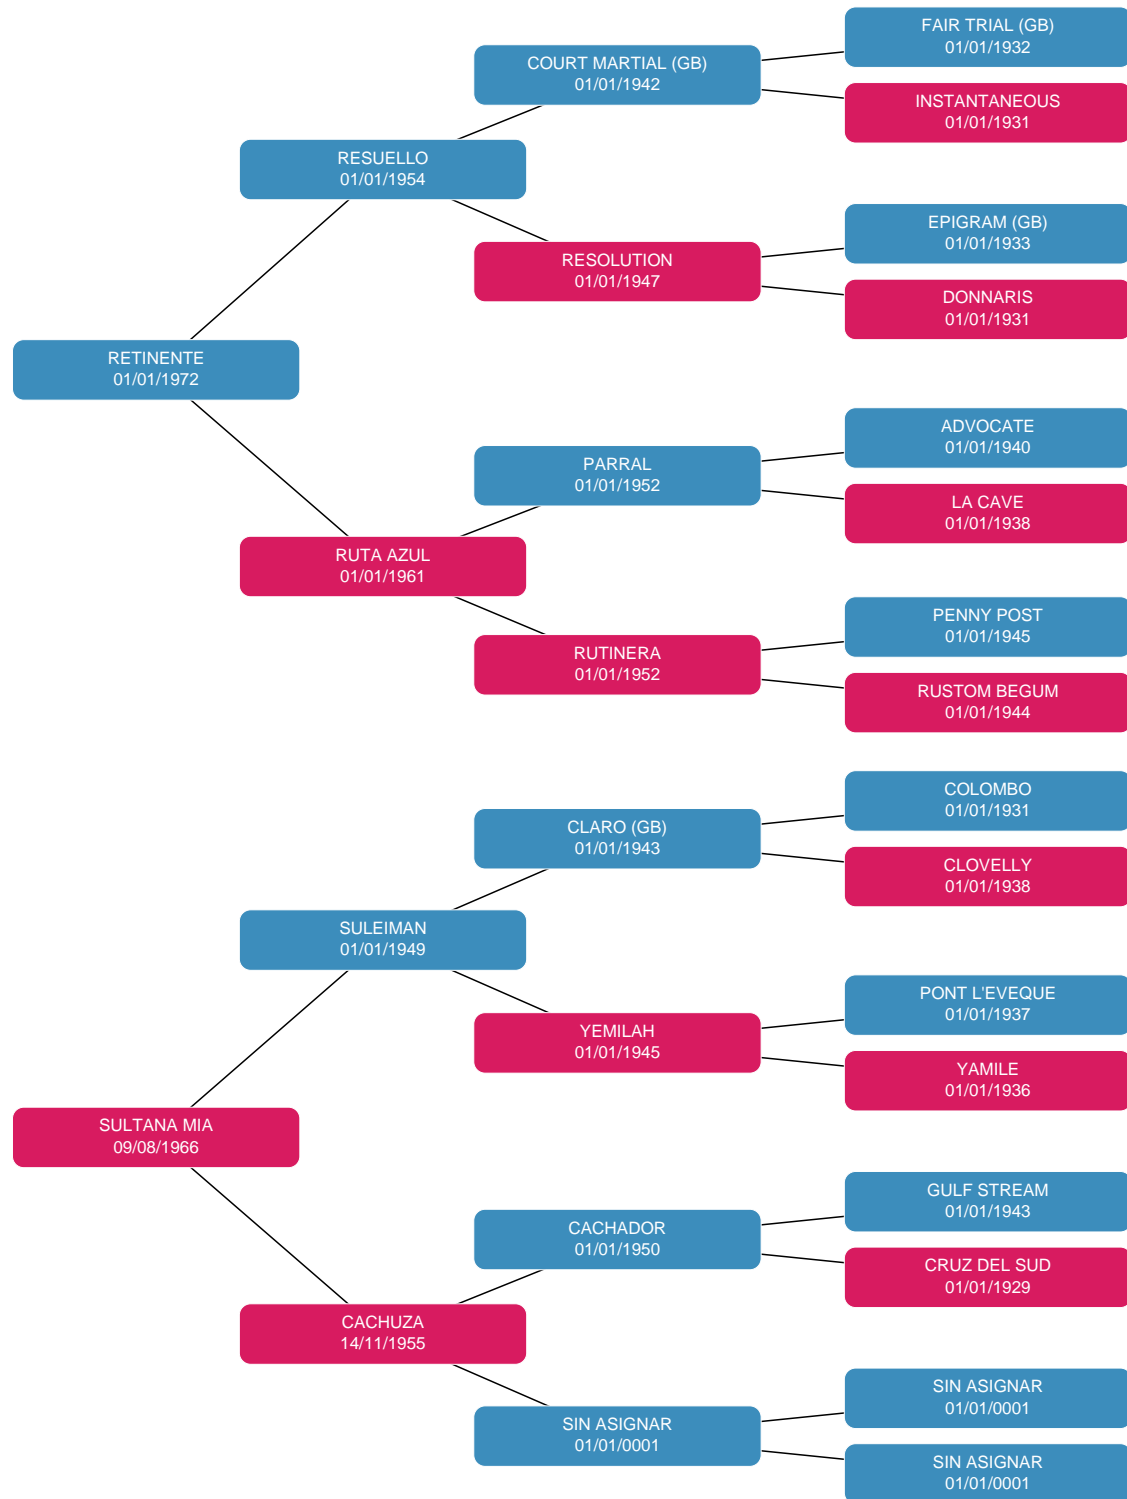 FAIR TRIAL (GB)
01/01/1932
COURT MARTIAL (GB)
01/01/1942
INSTANTANEOUS
01/01/1931
RESUELLO
01/01/1954
EPIGRAM (GB)
01/01/1933
RESOLUTION
01/01/1947
DONNARIS
01/01/1931
RETINENTE
01/01/1972
ADVOCATE
01/01/1940
PARRAL
01/01/1952
LA CAVE
01/01/1938
RUTA AZUL
01/01/1961
PENNY POST
01/01/1945
RUTINERA
01/01/1952
RUSTOM BEGUM
01/01/1944
COLOMBO
01/01/1931
CLARO (GB)
01/01/1943
CLOVELLY
01/01/1938
SULEIMAN
01/01/1949
PONT L'EVEQUE
01/01/1937
YEMILAH
01/01/1945
YAMILE
01/01/1936
SULTANA MIA
09/08/1966
GULF STREAM
01/01/1943
CACHADOR
01/01/1950
CRUZ DEL SUD
01/01/1929
CACHUZA
14/11/1955
SIN ASIGNAR
01/01/0001
SIN ASIGNAR
01/01/0001
SIN ASIGNAR
01/01/0001